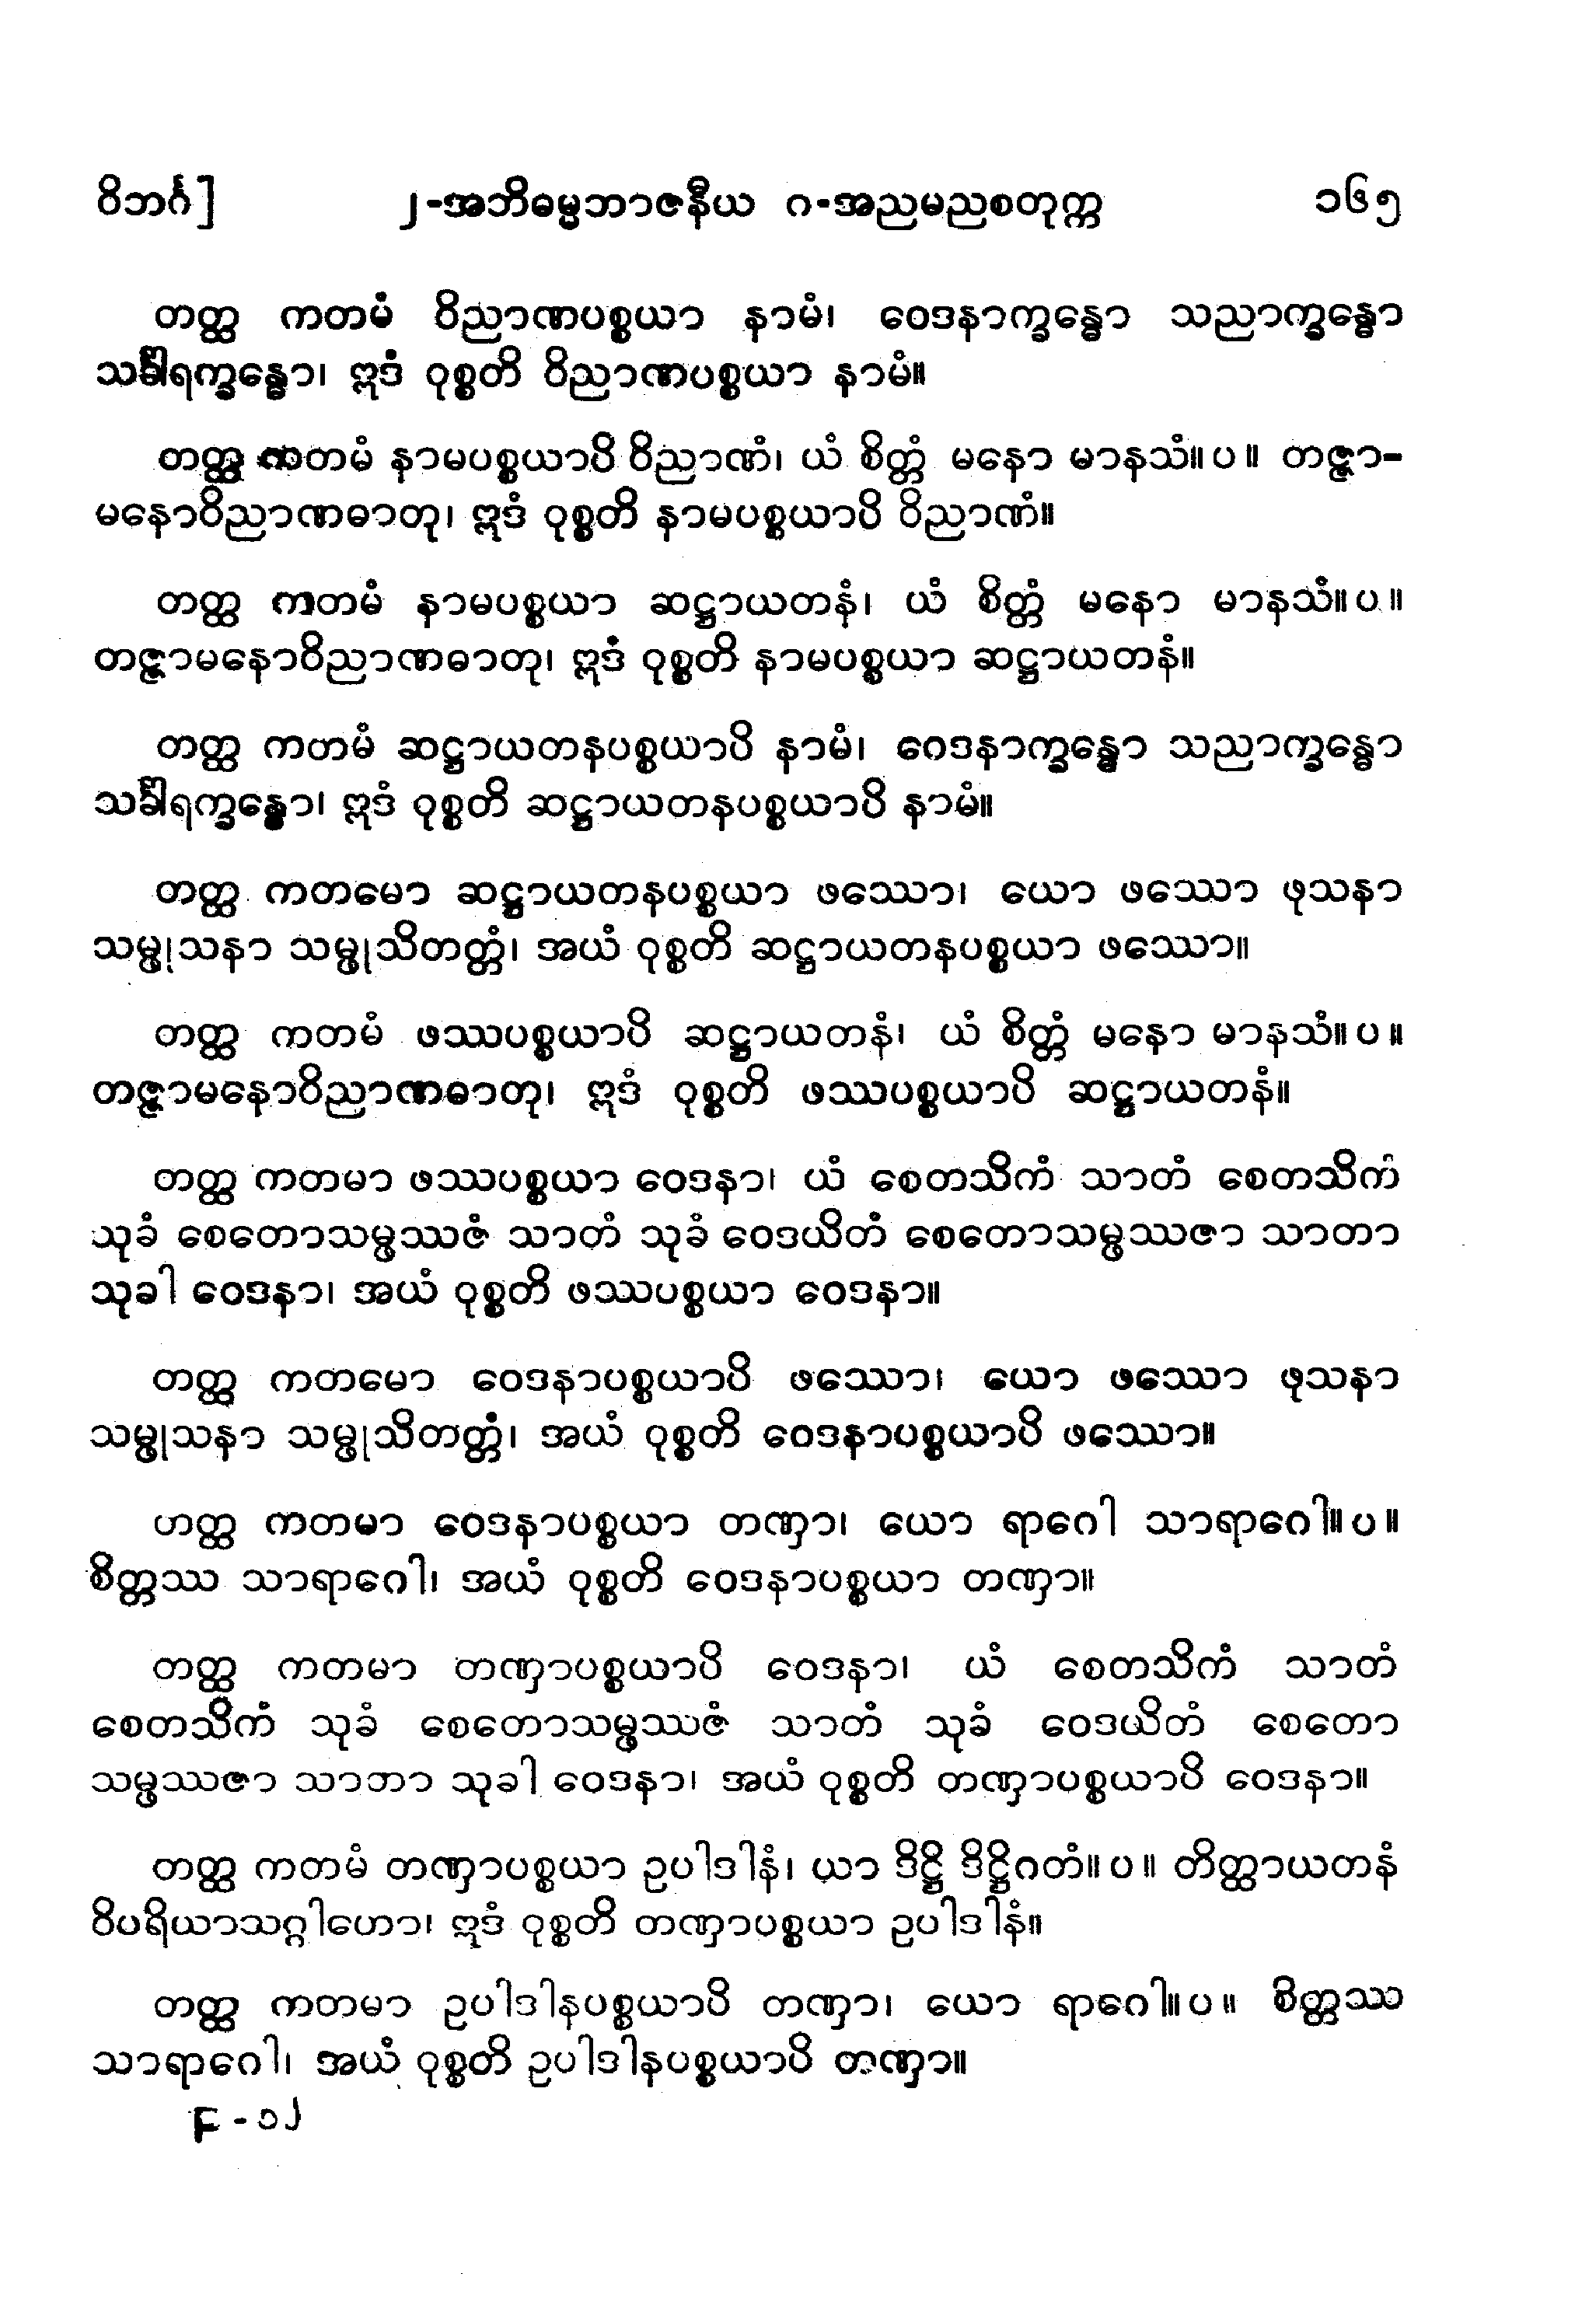 ဝိဘင်္ဂ]	၂-အဘိဓမ္မဘာဇနီယ ဂ-အညမညစတုက္က	၁၆၅
တတ္ထ ကတမံ ဝိညာဏပစ္စယာ နာမံ၊ ဝေဒနာက္ခန္ဓော သညာက္ခန္ဓော
သင်္ခါရက္ခန္ဓော၊ ဣဒံ ဝုစ္စတိ ဝိညာဏပစ္စယာ နာမံ။
တတ္ထ ကတမံ နာမပစ္စယာပိ ဝိညာဏံ၊ ယံ စိတ္တံ မနော မာနသံ။ပ။ တဇ္ဇာ-
မနောဝိညာဏဓာတု၊ ဣဒံ ဝုစ္စတိ နာမပစ္စယာပိ ဝိညာဏံ။
တတ္ထ ကတမံ နာမပစ္စယာ ဆဋ္ဌာယတနံ၊ ယံ စိတ္တံ မနော မာနသံ။ပ။
တဇ္ဇာမနောဝိညာဏဓာတု၊ ဣဒံ ဝုစ္စတိ နာမပစ္စယာ ဆဋ္ဌာယတနံ။
တတ္ထ ကတမံ ဆဋ္ဌာယတနပစ္စယာပိ နာမံ၊ ဝေဒနာက္ခန္ဓော သညာက္ခန္ဓော
သင်္ခါရက္ခန္ဓော၊ ဣဒံ ဝုစ္စတိ ဆဋ္ဌာယတနပစ္စယာပိ နာမံ။
တတ္ထ ကတမော ဆဋ္ဌာယတနပစ္စယာ ဖဿော၊ ယော ဖဿော ဖုသနာ
သမ္ဖုသနာ သမ္ဖုသိတတ္တံ၊ အယံ ဝုစ္စတိ ဆဋ္ဌာယတနပစ္စယာ ဖဿော။
တတ္ထ ကတမံ ဖဿပစ္စယာပိ ဆဋ္ဌာယတနံ၊ ယံ စိတ္တံ မနော မာနသံ။ပ။
တဇ္ဇာမနောဝိညာဏဓာတု၊ ဣဒံ ဝုစ္စတိ ဖဿပစ္စယာပိ ဆဋ္ဌာယတနံ။
တတ္ထ ကတမာ ဖဿပစ္စယာ ဝေဒနာ၊ ယံ စေတသိကံ သာတံ စေတသိကံ
သုခံ စေတောသမ္ဖဿဇံ သာတံ သုခံ ဝေဒယိတံ စေတောသမ္ဖဿဇာ သာတာ
သုခါ ဝေဒနာ၊ အယံ ဝုစ္စတိ ဖဿပစ္စယာ ဝေဒနာ။
တတ္ထ ကတမော ဝေဒနာပစ္စယာပိ ဖဿော၊ ယော ဖဿော ဖုသနာ
သမ္ဖုသနာ သမ္ဖုသိတတ္တံ၊ အယံ ဝုစ္စတိ ဝေဒနာပစ္စယာပိ ဖဿော။
တတ္ထ ကတမာ ဝေဒနာပစ္စယာ တဏှာ၊ ယော ရာဂေါ သာရာဂေါ။ပ။
စိတ္တဿ သာရာဂေါ၊ အယံ ဝုစ္စတိ ဝေဒနာပစ္စယာ တဏှာ။
တတ္ထ ကတမာ တဏှာပစ္စယာပိ ဝေဒနာ၊ ယံ စေတသိကံ သာတံ
စေတသိကံ သုခံ စေတောသမ္ဖဿဇံ သာတံ သုခံ ဝေဒယိတံ စေတော
သမ္ဖဿဇာ သာတာ သုခါ ဝေဒနာ၊ အယံ ဝုစ္စတိ တဏှာပစ္စယာပိ ဝေဒနာ။
တတ္ထ ကတမံ တဏှာပစ္စယာ ဥပါဒါနံ၊ ယာ ဒိဋ္ဌိ ဒိဋ္ဌိဂတံ။ပ။ တိတ္ထာယတနံ
ဝိပရိယာသဂ္ဂါဟော၊ ဣဒံ ဝုစ္စတိ တဏှာပစ္စယာ ဥပါဒါနံ။
တတ္ထ ကတမာ ဥပါဒါနပစ္စယာပိ တဏှာ၊ ယော ရာဂေါ။ပ။ စိတ္တဿ
သာရာဂေါ၊ အယံ ဝုစ္စတိ ဥပါဒါနပစ္စယာပိ တဏှာ။